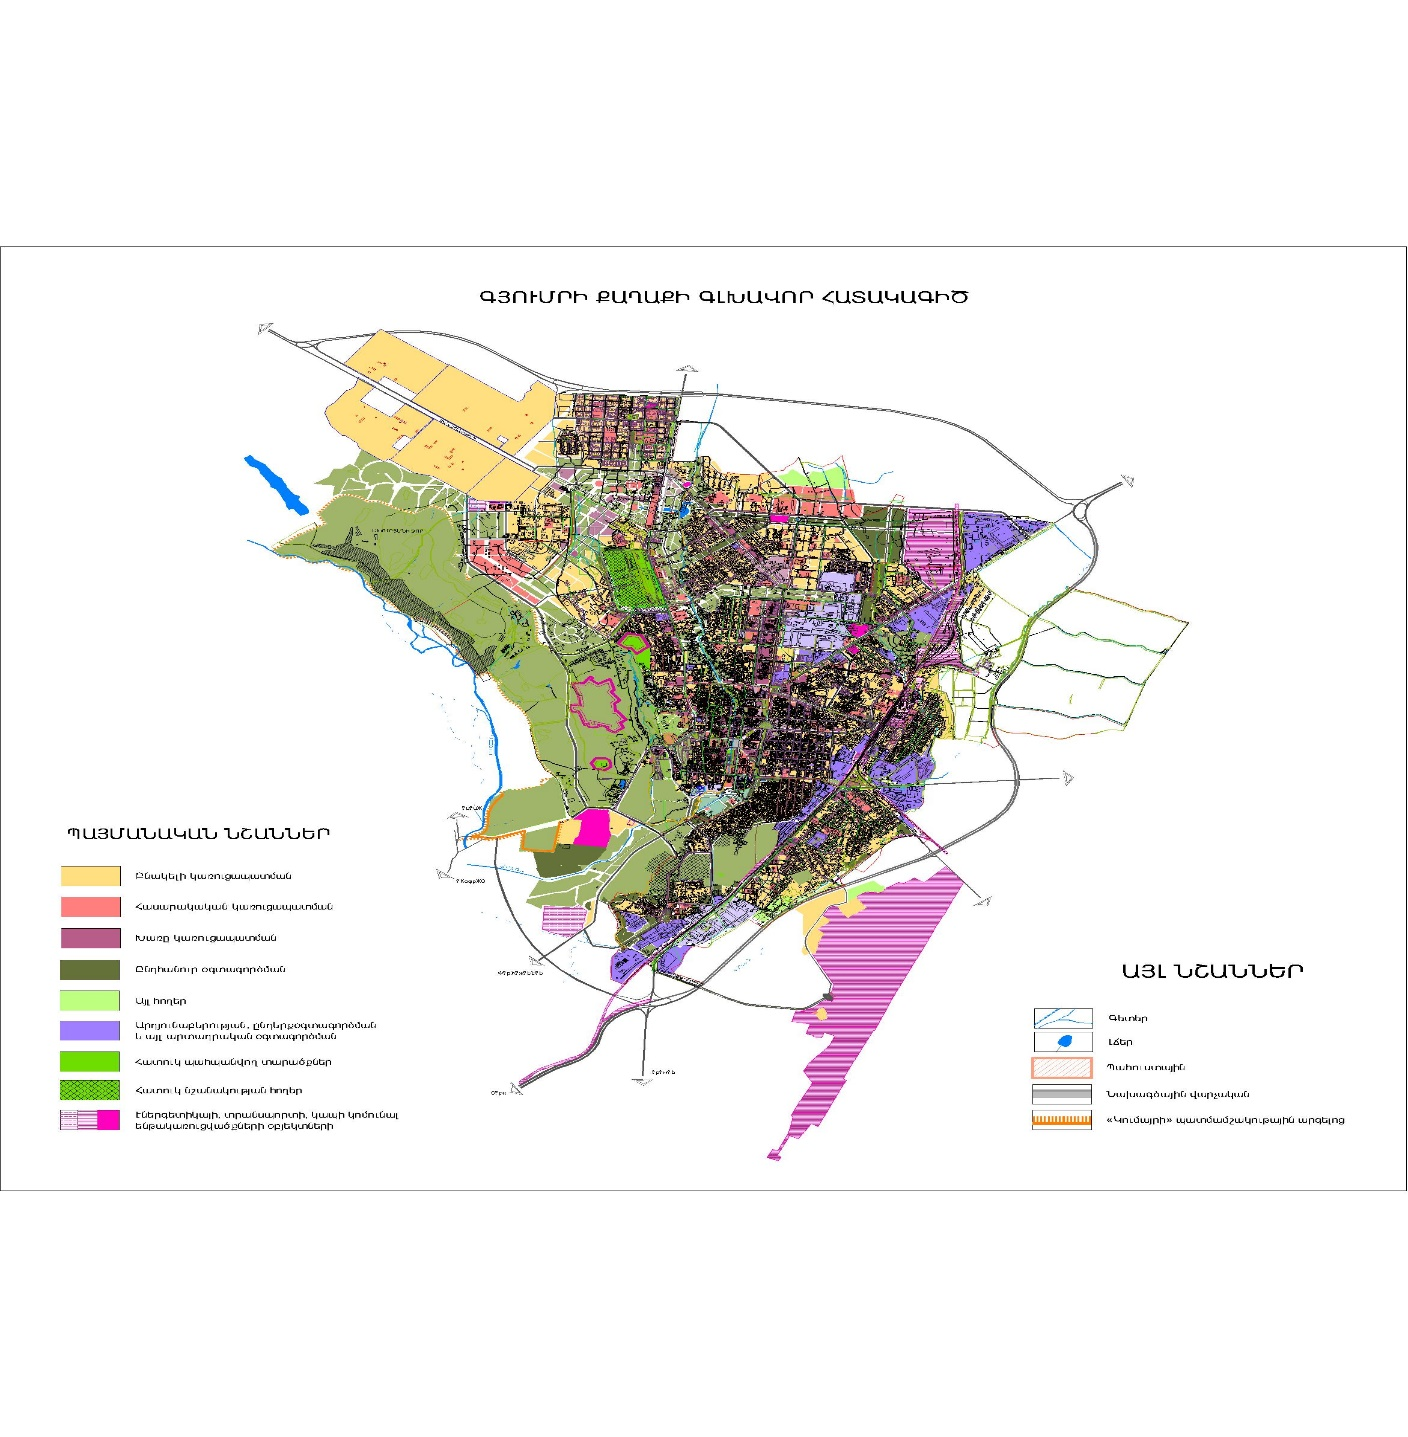 ԳՅՈՒՄՐԻ ՔԱՂԱՔԻ ԳԼԽԱՎՈՐ ՀԱՏԱԿԱԳԻԾ
ՊԱՅՄԱՆԱԿԱՆ ՆՇԱՆՆԵՐ
Բնակելի կառուցապատման
Հասարակական կառուցապատման
Խառը կառուցապատման
Ընդհանուր օգտագործման
Այլ հողեր
Արդյունաբերության, ընդերքօգտագործման
և այլ արտադրական օգտագործման
Հատուկ պահպանվող տարածքներ
Հատուկ նշանակության հողեր
Էներգետիկայի, տրանսպորտի, կապի կոմունալ
ենթակառուցվածքների օբյեկտների
ԱՅԼ ՆՇԱՆՆԵՐ
Գետեր
Լճեր
Պահուստային
Նախագծային վարչական
«Կումայրի» պատմամշակութային արգելոց